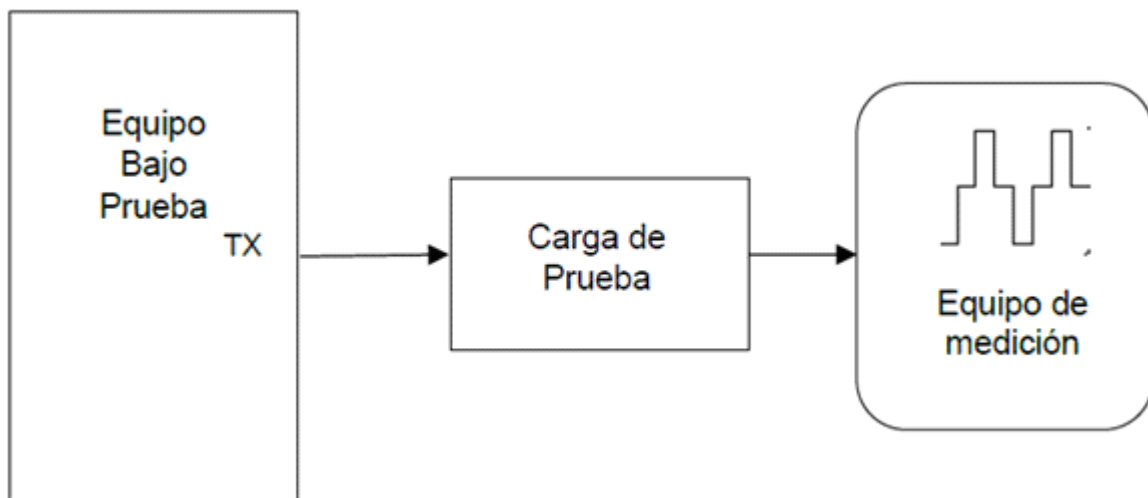 Equipo
Bajo
Prueba
TX
Carga de
Prueba
Equipo de
medición